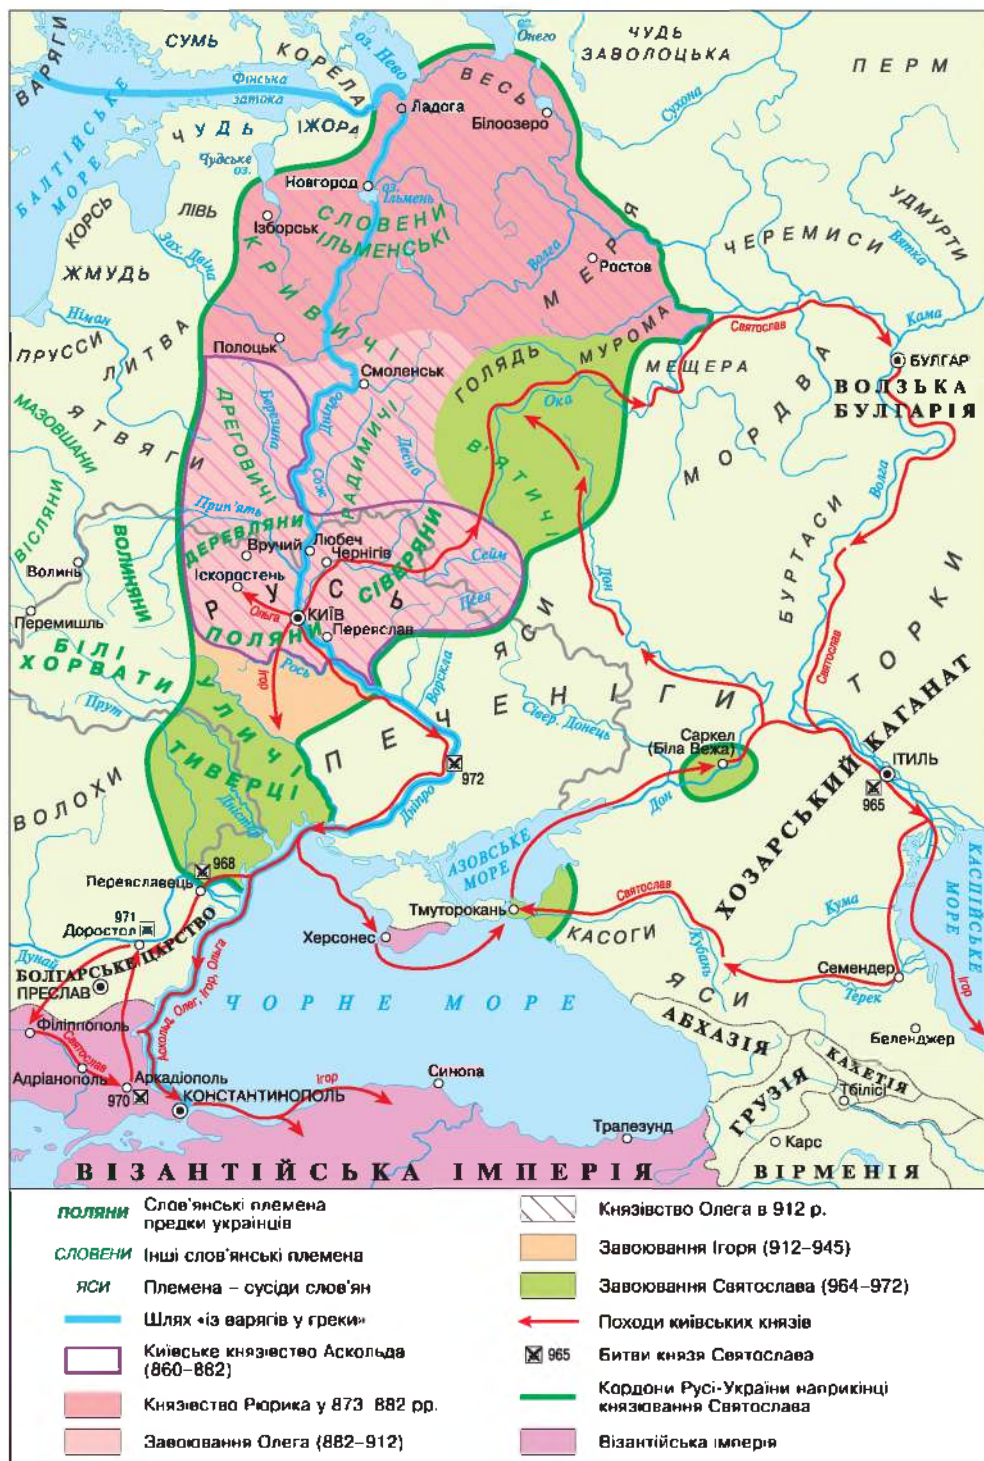 ВАРЯГИ
СУМЬ
КОРЕЛА
оз. Нево
Онего
ЧУДЬ
ЗАВОЛОЦЬКА
ПЕРМ
Фінська
затока
ВЕСЬ
Ладога
Білоозеро
Сухона
БАЛТІЙСЬКЕ
МОРЕ
ЧУДЬ
ІЖОРА
Чудське
оз.
Новгород
оз.
Ільмень
КОРСЬ
ЛІВЬ
Ізборськ
СЛОВЕНИ
ІЛЬМЕНСЬКІ
Волга
МЕРЯ
Ростов
ЧЕРЕМИСИ
УДМУРТИ
Вятка
Зах. Двіна
КРИВИЧІ
ЖМУДЬ
Німан
ПРУССИ
ЛИТВА
Полоцьк
Смоленськ
ГОЛЯДЬ
МУРОМА
МЕЩЕРА
Святослав
Кама
БУЛГАР
ВОЛЗЬКА
БУЛГАРІЯ
МОРДВА
МАЗОВШАНИ
ЯТВЯГИ
ДРЕГОВИЧІ
Березина
Дніпро
РАДИМИЧІ
Сож
Десна
Ока
В'ЯТИЧІ
Волга
ВІСЛЯНИ
ВОЛИНЯНИ
Прип'ять
ДЕРЕВЛЯНИ
Вручий
Любеч
Чернігів
СІВЕРЯНИ
Сейм
Волинь
Іскоростень
РУСЬ
КИЇВ
Ольга
Псел
Переяслав
ПОЛЯНИ
Дон
БУРТАСИ
ТОРКИ
Перемишль
БІЛІ
ХОРВАТИ
Прут
Рось
Ігор
УЛИЧІ
ТИВЕРЦІ
Дністер
ВОЛОХИ
Ворскла
ЯСИ
ПЕЧЕНІГИ
Сівер. Донець
Святослав
Саркел
(Біла Вежа)
Дон
972
Дніпро
ІТИЛЬ
965
ХОЗАРСЬКИЙ КАГАНАТ
КАСПІЙСЬКЕ
МОРЕ
968
Переяславець
971
Доростол
Дунай
БОЛГАРСЬКЕ ЦАРСТВО
ПРЕСЛАВ
АЗОВСЬКЕ
МОРЕ
Тмуторокань
Святослав
КАСОГИ
Кубань
Кума
Херсонес
ЯСИ
Семендер
Терек
Ігор
Беленджер
ЧОРНЕ МОРЕ
Аскольд, Олег, Ігор, Ольга
Філіппополь
Святослав
Адріанополь
Аркадіополь
970
КОНСТАНТИНОПОЛЬ
Ігор
Синопа
Трапезунд
АБХАЗІЯ
ГРУЗІЯ
КАХЕТІЯ
Тбілісі
Карс
ВІРМЕНІЯ
ВІЗАНТІЙСЬКА ІМПЕРІЯ
ПОЛЯНИ Слов'янські племена
предки українців
СЛОВЕНИ Інші слов'янські племена
ЯСИ Племена – сусіди слов'ян
Шлях «із варягів у греки»
Київське князівство Аскольда
(860–882)
Князівство Рюрика у 873 882 рр.
Завоювання Олега (882–912)
Князівство Олега в 912 р.
Завоювання Ігоря (912–945)
Завоювання Святослава (964–972)
Походи київських князів
965 Битви князя Святослава
Кордони Русі-України наприкінці
князювання Святослава
Візантійська імперія